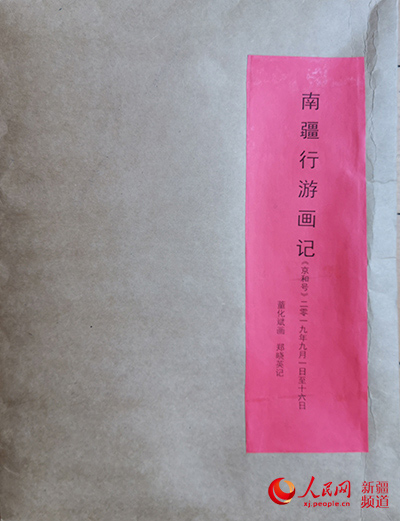 南疆行游画记
《京和号》二零一九年九月一日至十六日
董化斌画 郑晓英记
人民网
xj.people.cn
新疆
频道